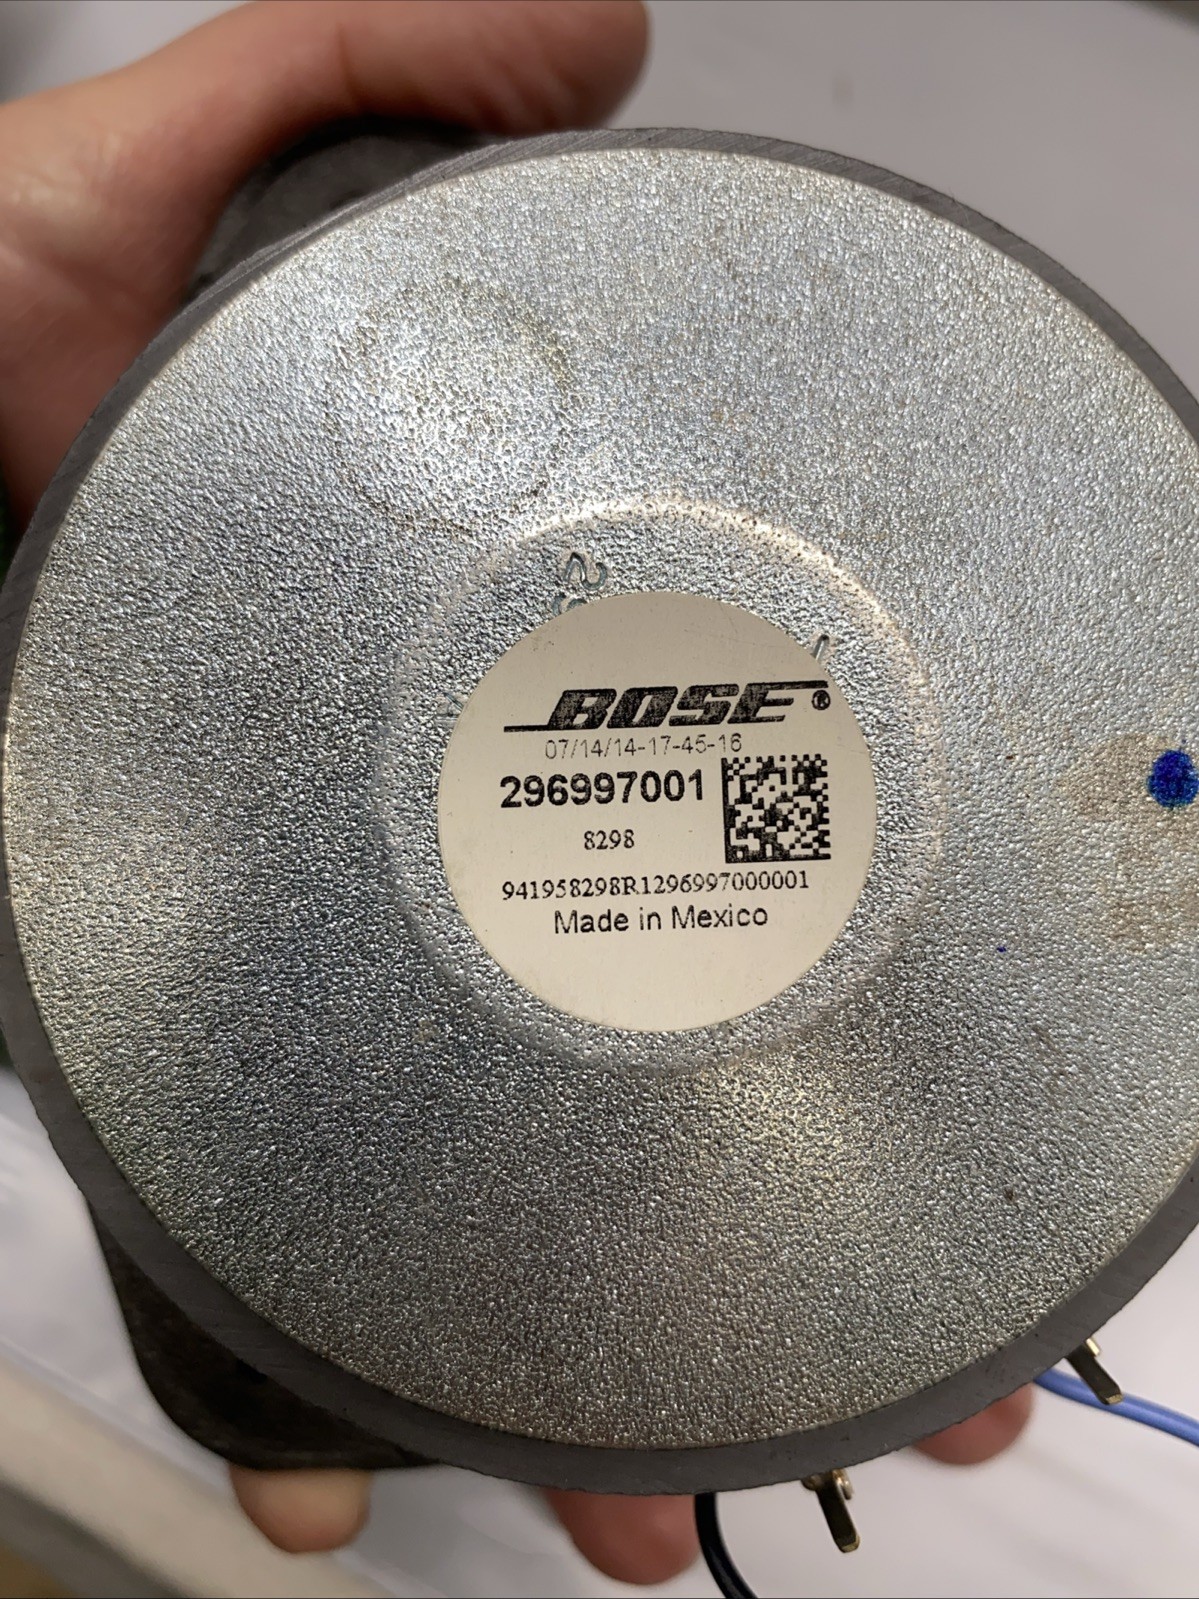 BOSE®
07/14/14-17-45-16
296997001
8298
941958298R1296997000001
Made in Mexico